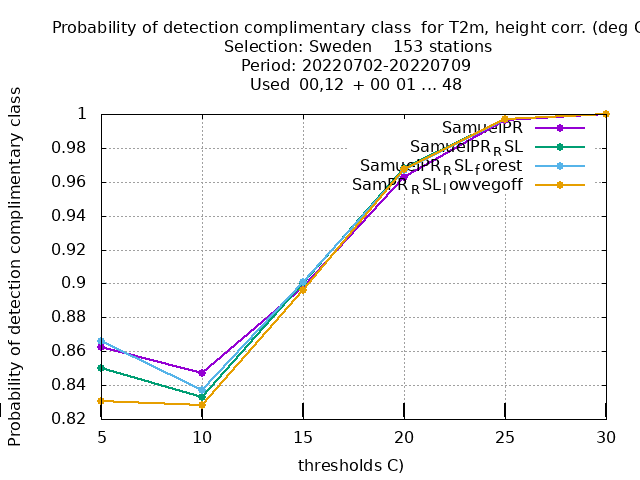 Probability of detection complimentary class for T2m, height corr. (deg C
Selection: Sweden 153 stations
Period: 20220702-20220709
Used 00,12 + 00 01 ... 48
Probability of detection complimentary class
1
0.98
0.96
0.94
0.92
0.9
0.88
0.86
0.84
0.82
SamuelPR
SamuelPR_RSL
SamuelPR_RSL_forest
SamPR_RSL_lowvegoff
5 10 15 20 25 30
thresholds C)